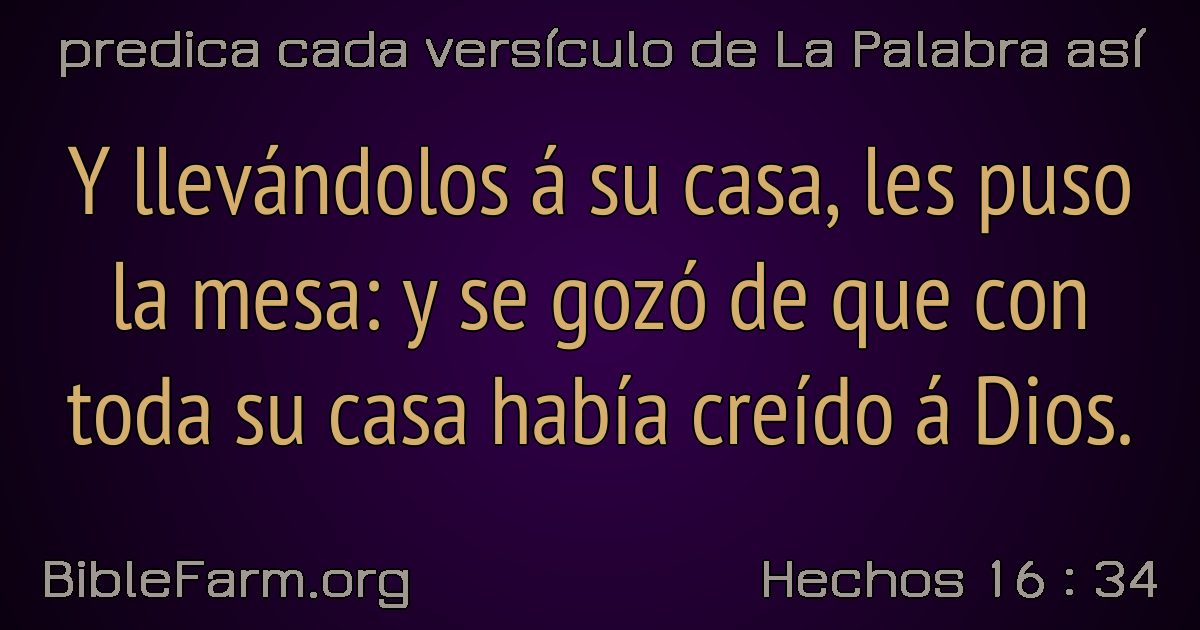 predica cada versículo de La Palabra así
Y llevándolos á su casa, les puso
la mesa: y se gozó de que con
toda su casa había creído á Dios.
BibleFarm.org
Hechos 16 : 34